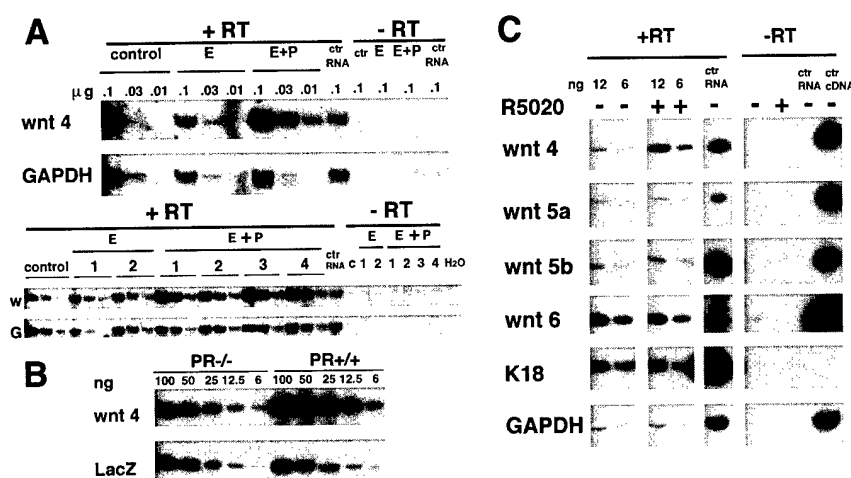 A
+ RT
- RT
control E E+P ctr RNA ctr E E+P ctr RNA
μg .1 .03 .01 .1 .03 .01 .1 .03 .01 .1 .1 .1 .1 .1
wnt 4
GAPDH
+ RT
- RT
E E + P E E + P
control 1 2 1 2 3 4 ctr RNA C 1 2 1 2 3 4 H2O
w
G
B
PR-/- PR+/+
ng 100 50 25 12.5 6 100 50 25 12.5 6
wnt 4
LacZ
C
+RT -RT
ng 12 6 12 6 ctr RNA ctr RNA ctr cDNA
R5020 - - + + - - + - -
wnt 4
wnt 5a
wnt 5b
wnt 6
K18
GAPDH